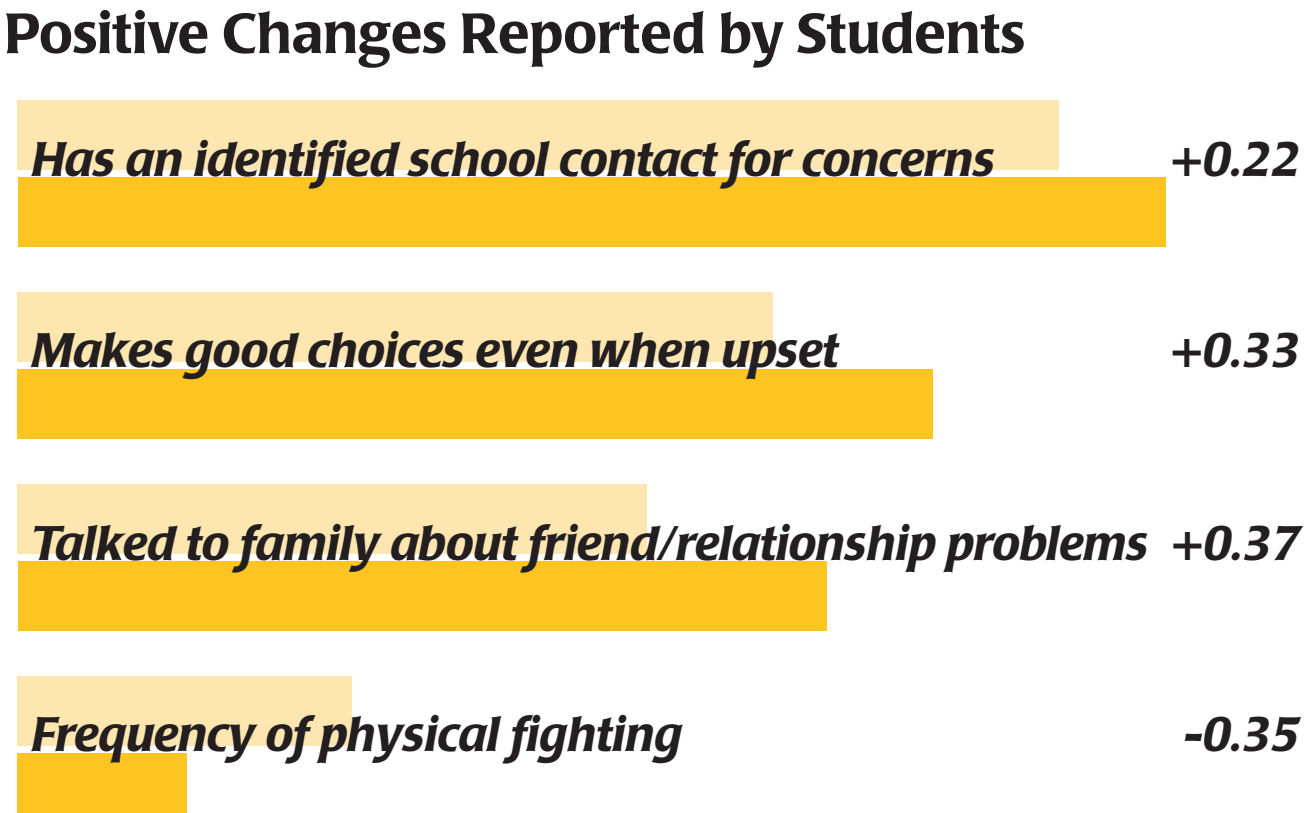 Positive Changes Reported by Students
Has an identified school contact for concerns +0.22
Makes good choices even when upset +0.33
Talked to family about friend/relationship problems +0.37
Frequency of physical fighting -0.35